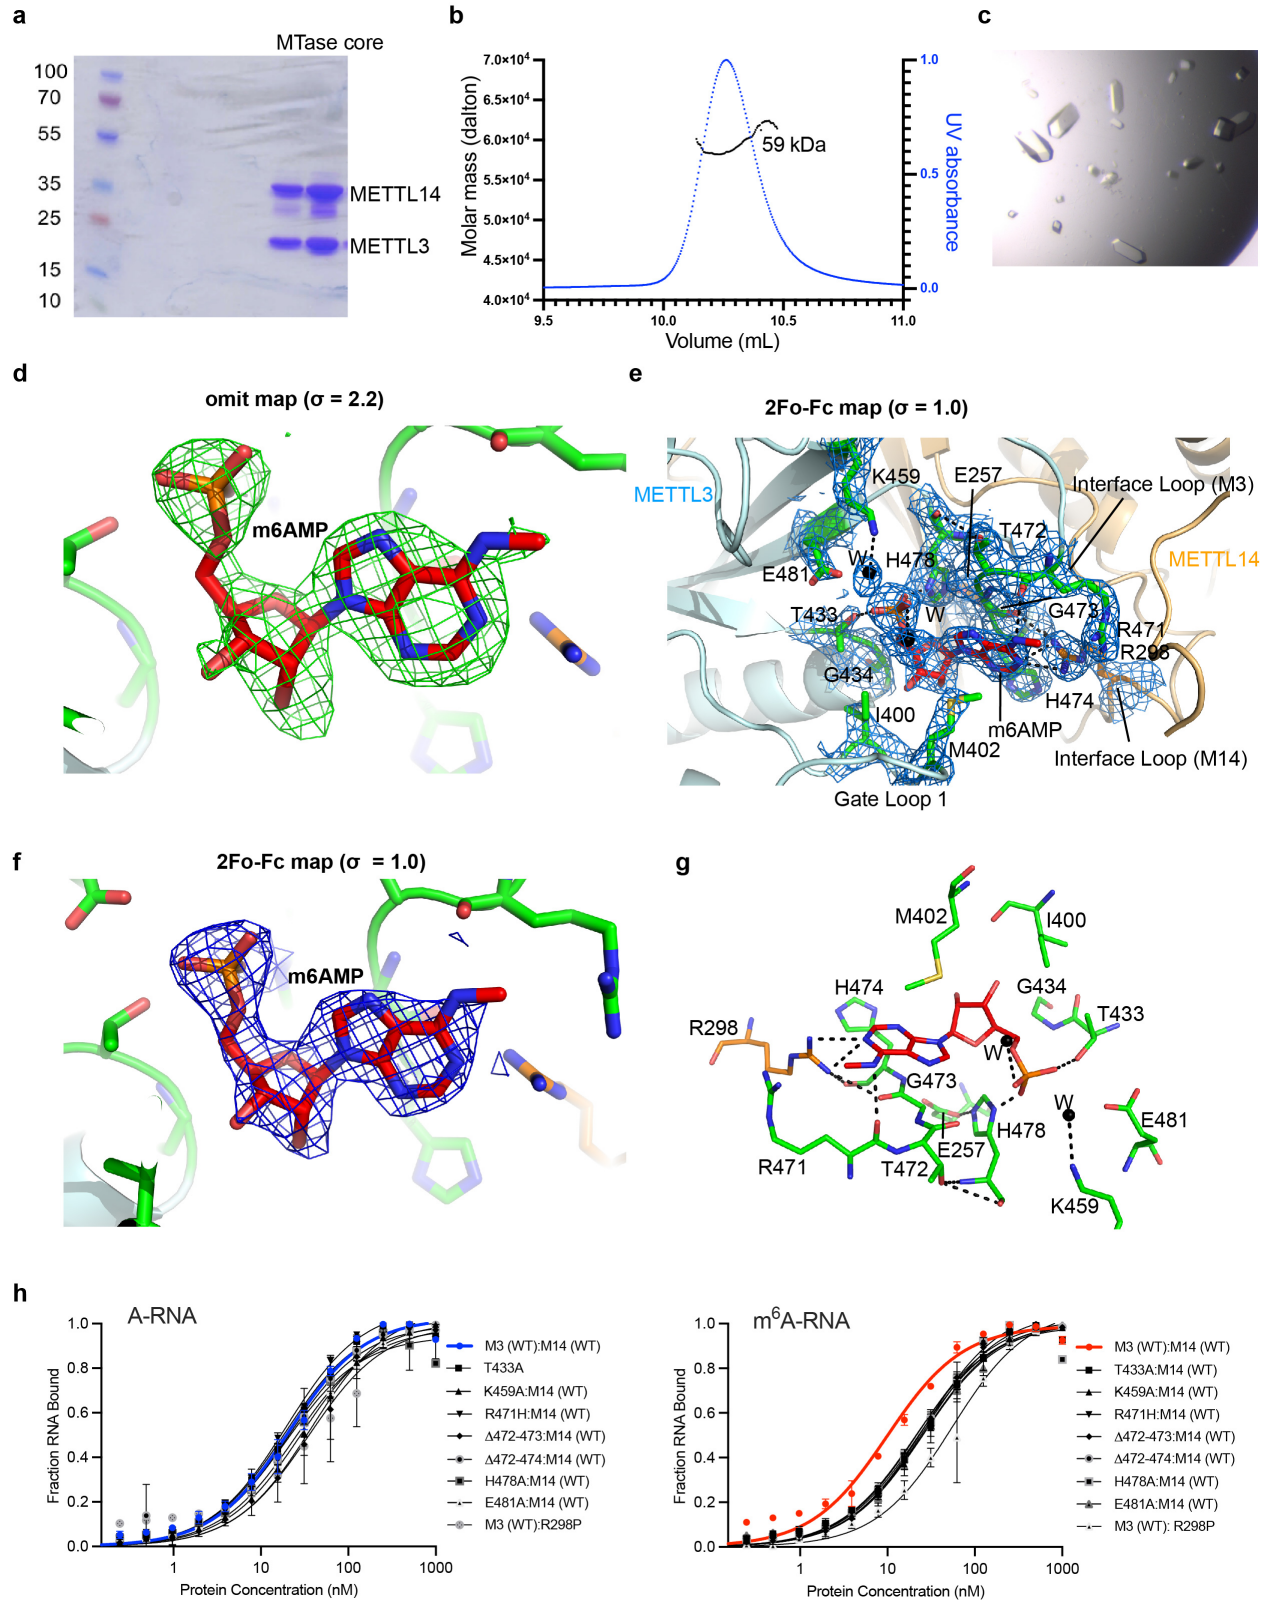 a
MTase core
100
70
55
35
25
15
10
METTL14
METTL3
b
Molar mass (dalton)
7.0×10⁴
6.5×10⁴
6.0×10⁴
5.5×10⁴
5.0×10⁴
4.5×10⁴
4.0×10⁴
59 kDa
1.0
0.5
0.0
UV absorbance
9.5
10.0
10.5
11.0
Volume (mL)
c
d
omit map (σ = 2.2)
m6AMP
e
2Fo-Fc map (σ = 1.0)
METTL3
K459
E257
Interface Loop (M3)
T472
METTL14
W
H478
E481
T433
W
G473
R471
R298
G434
H474
I400
m6AMP
M402
Interface Loop (M14)
Gate Loop 1
f
2Fo-Fc map (σ = 1.0)
m6AMP
g
M402
I400
H474
G434
T433
R298
W
G473
W
E481
H478
E257
R471
T472
K459
h
A-RNA
Fraction RNA Bound
1.0
0.8
0.6
0.4
0.2
0.0
1
10
100
1000
Protein Concentration (nM)
M3 (WT):M14 (WT)
T433A
K459A:M14 (WT)
R471H:M14 (WT)
Δ472-473:M14 (WT)
Δ472-474:M14 (WT)
H478A:M14 (WT)
E481A:M14 (WT)
M3 (WT):R298P
m⁶A-RNA
Fraction RNA Bound
1.0
0.8
0.6
0.4
0.2
0.0
1
10
100
1000
Protein Concentration (nM)
M3 (WT):M14 (WT)
T433A:M14 (WT)
K459A:M14 (WT)
R471H:M14 (WT)
Δ472-473:M14 (WT)
Δ472-474:M14 (WT)
H478A:M14 (WT)
E481A:M14 (WT)
M3 (WT): R298P